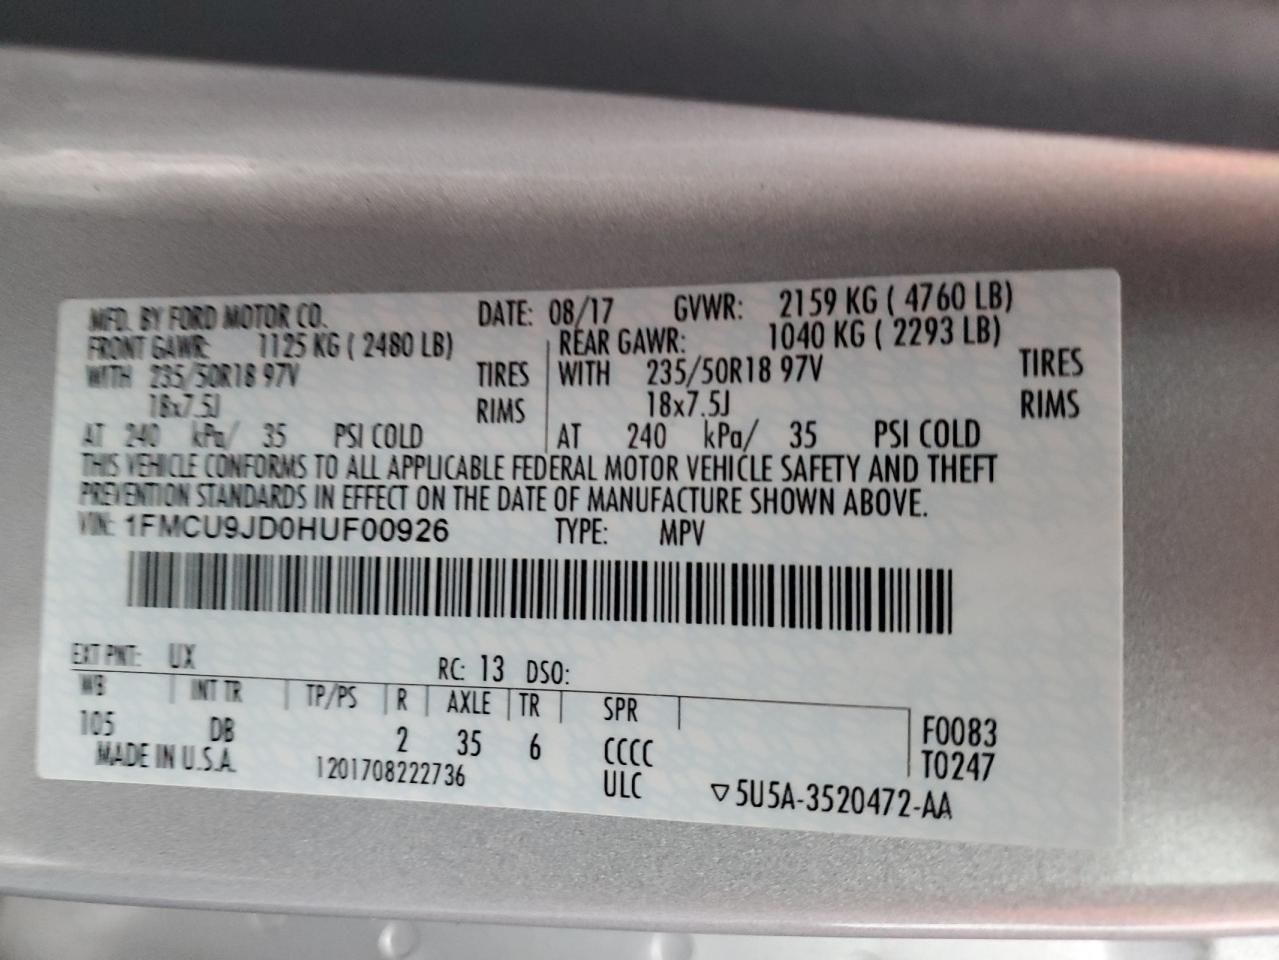 MFD. BY FORD MOTOR CO. DATE: 08/17 GVWR: 2159 KG ( 4760 LB)
FRONT GAWR: 1125 KG ( 2480 LB) REAR GAWR: 1040 KG ( 2293 LB)
WITH 235/50R18 97V TIRES WITH 235/50R18 97V TIRES
18x7.5J RIMS 18x7.5J RIMS
AT 240 kPa/ 35 PSI COLD AT 240 kPa/ 35 PSI COLD
THIS VEHICLE CONFORMS TO ALL APPLICABLE FEDERAL MOTOR VEHICLE SAFETY AND THEFT
PREVENTION STANDARDS IN EFFECT ON THE DATE OF MANUFACTURE SHOWN ABOVE.
VIN: 1FMCU9JD0HUF00926 TYPE: MPV
EXT PNT: UX RC: 13 DSO:
WB INT TR TP/PS R AXLE TR SPR
105 DB 2 35 6 CCCC F0083
MADE IN U.S.A. 1201708222736 ULC T0247
▽5U5A-3520472-AA